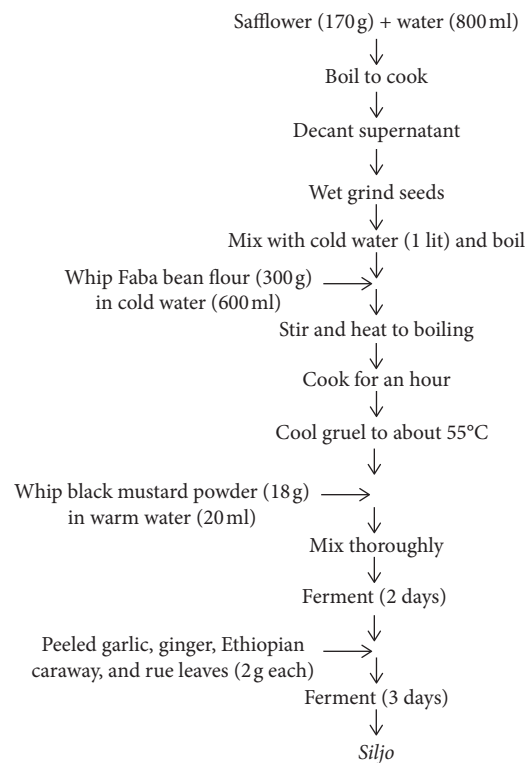 Safflower (170 g) + water (800 ml)
Boil to cook
Decant supernatant
Wet grind seeds
Mix with cold water (1 lit) and boil
Whip Faba bean flour (300 g)
in cold water (600 ml)
Stir and heat to boiling
Cook for an hour
Cool gruel to about 55°C
Whip black mustard powder (18 g)
in warm water (20 ml)
Mix thoroughly
Ferment (2 days)
Peeled garlic, ginger, Ethiopian
caraway, and rue leaves (2 g each)
Ferment (3 days)
Siljo